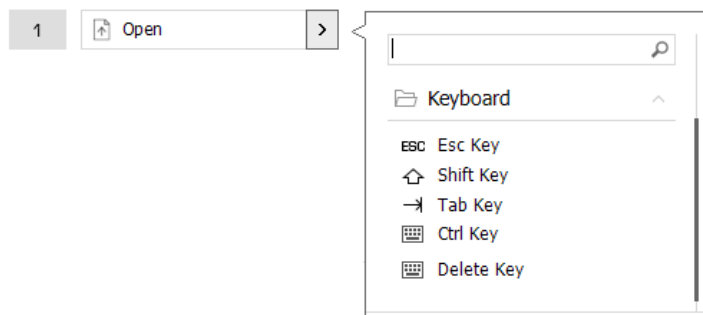 1 Open >
Keyboard
ESC Esc Key
Shift Key
Tab Key
Ctrl Key
Delete Key